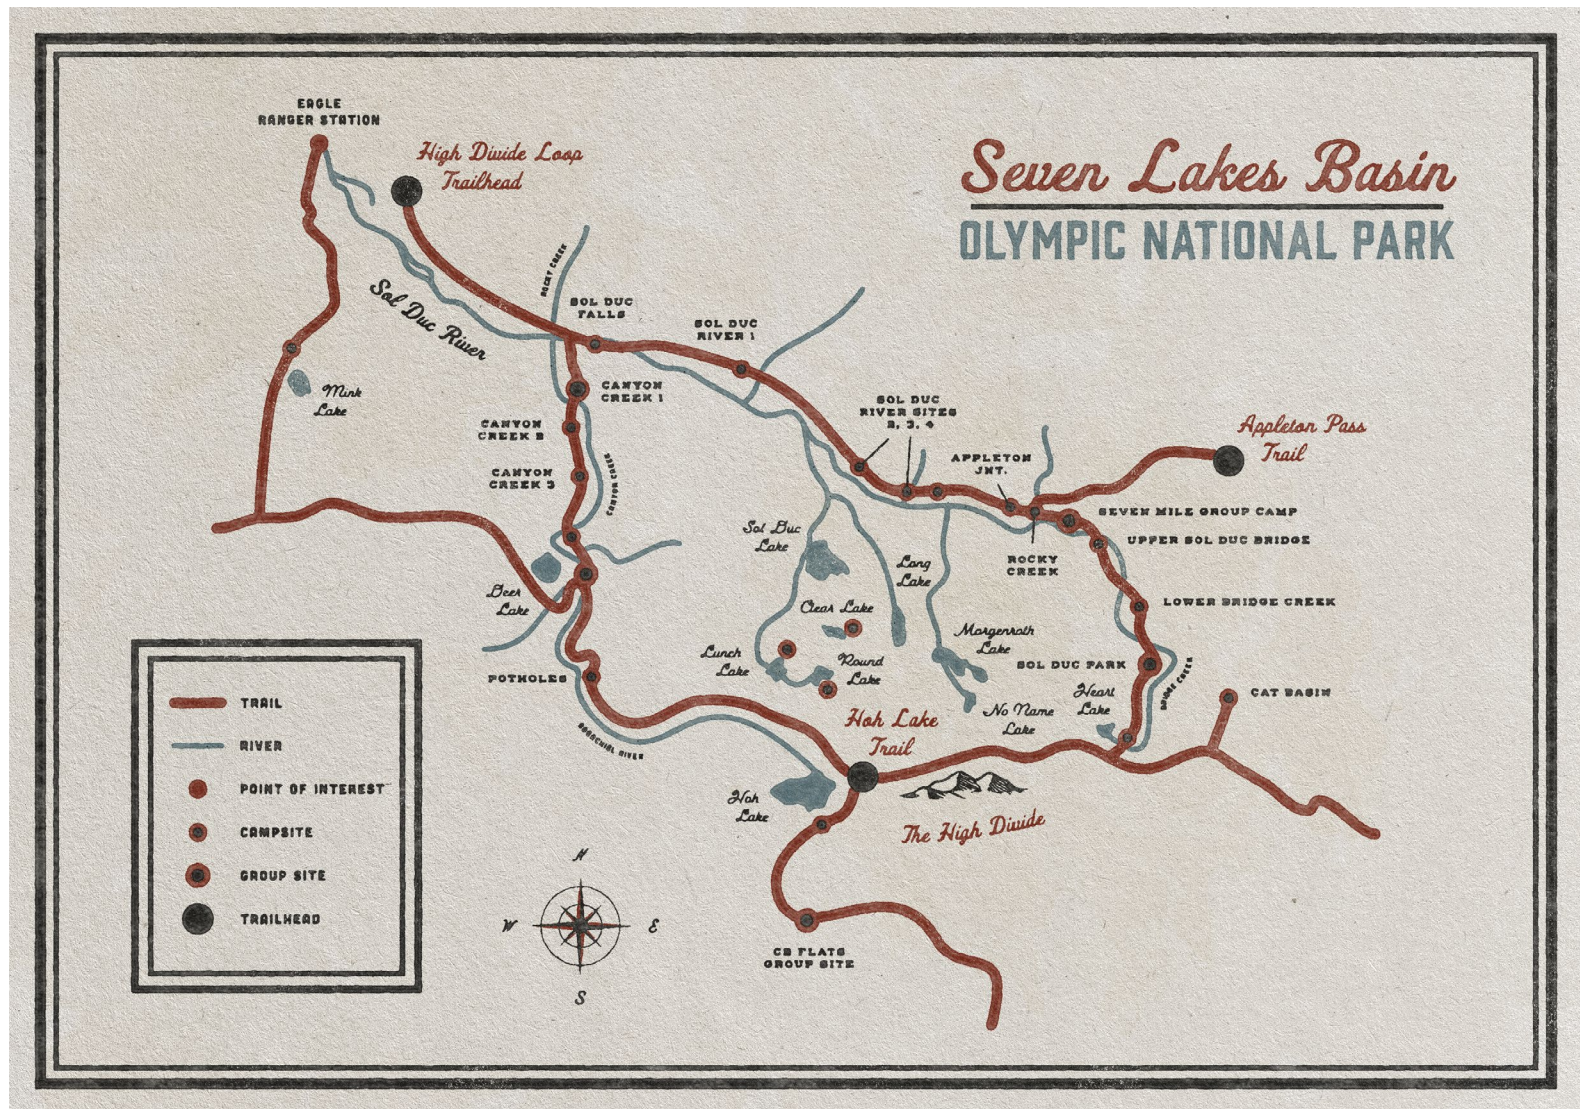 EAGLE
RANGER STATION
High Divide Loop
Trailhead
Seven Lakes Basin
OLYMPIC NATIONAL PARK
ROCKY CREEK
SOL DUC
FALLS
Sol Duc River
SOL DUC
RIVER 1
Mink
Lake
CANYON
CREEK 1
CANYON
CREEK 2
CANYON
CREEK 3
CANYON CREEK
SOL DUC
RIVER SITES
2, 3, 4
APPLETON
JNT.
Appleton Pass
Trail
SEVEN MILE GROUP CAMP
UPPER SOL DUC BRIDGE
ROCKY
CREEK
Sol Duc
Lake
Long
Lake
Deer
Lake
Clear Lake
LOWER BRIDGE CREEK
Morgenroth
Lake
Lunch
Lake
Round
Lake
SOL DUC PARK
BRIDGE CREEK
POTHOLES
Heart
Lake
CAT BASIN
No Name
Lake
Hoh Lake
Trail
BOGACHIEL RIVER
Hoh
Lake
The High Divide
TRAIL
RIVER
POINT OF INTEREST
CAMPSITE
GROUP SITE
TRAILHEAD
N
W
E
S
CB FLATS
GROUP SITE